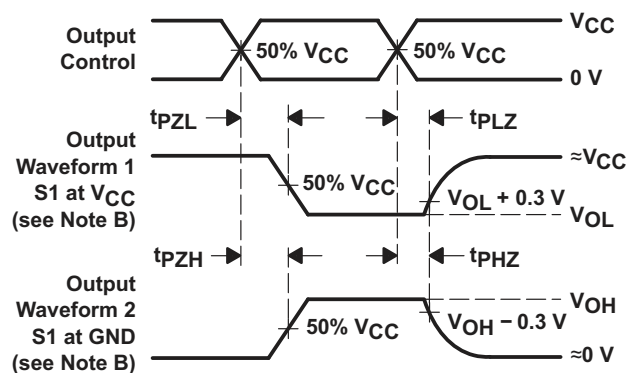 Output
Control
50% VCC
50% VCC
VCC
0 V
tPZL
tPLZ
Output
Waveform 1
S1 at VCC
(see Note B)
50% VCC
≈VCC
VOL + 0.3 V
VOL
tPZH
tPHZ
Output
Waveform 2
S1 at GND
(see Note B)
50% VCC
VOH
VOH − 0.3 V
≈0 V